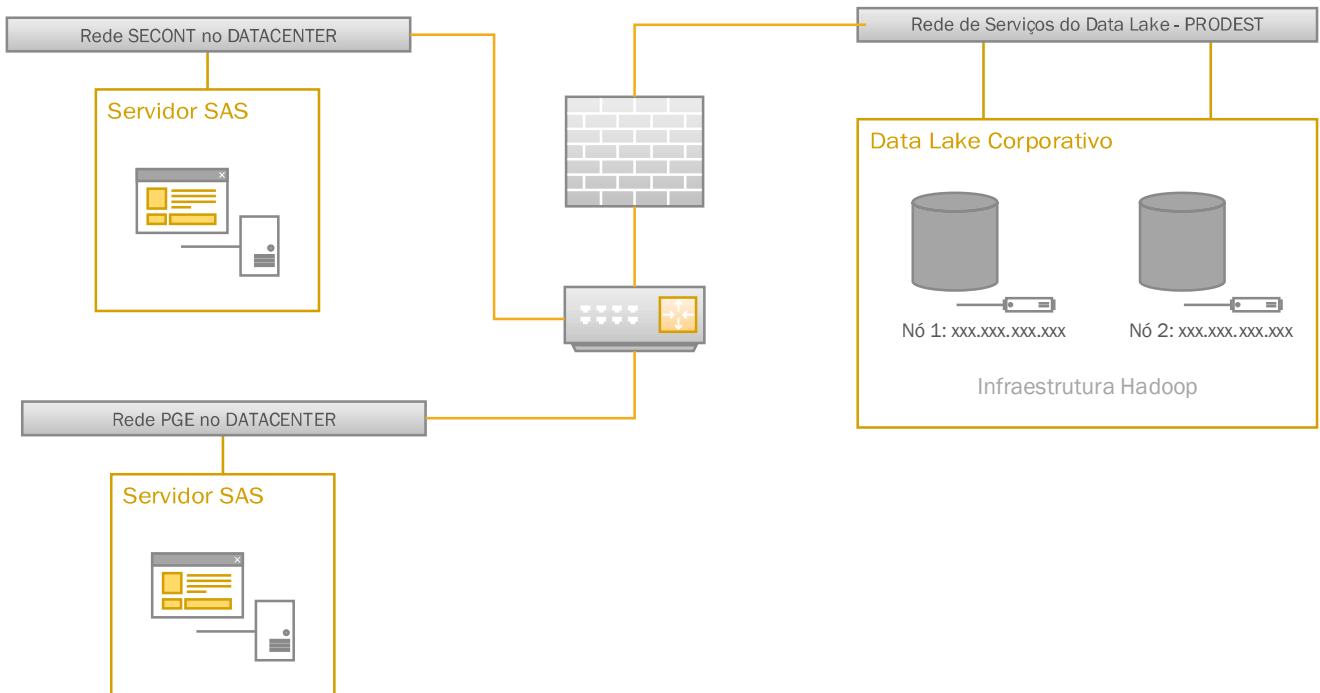 Rede SECONT no DATACENTER
Servidor SAS
Rede de Serviços do Data Lake - PRODEST
Data Lake Corporativo
Nó 1: xxx.xxx.xxx.xxx
Nó 2: xxx.xxx.xxx.xxx
Infraestrutura Hadoop
Rede PGE no DATACENTER
Servidor SAS